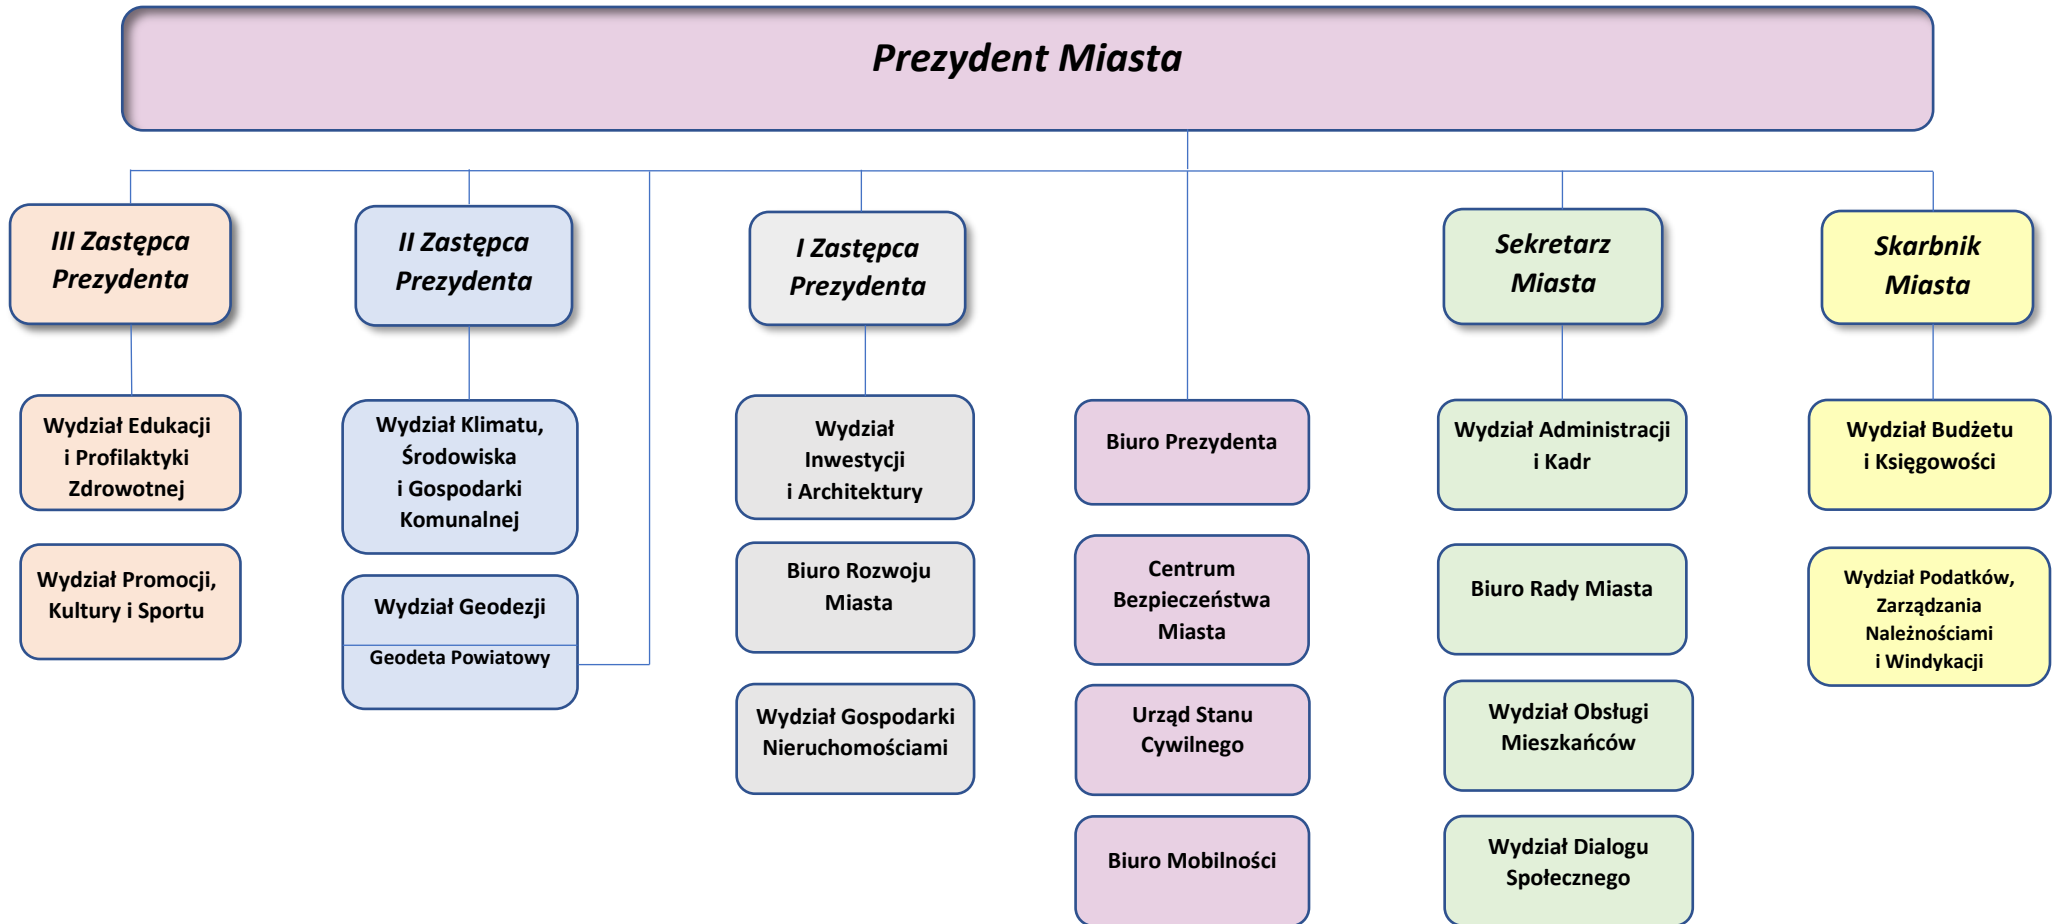 Prezydent Miasta
III Zastępca
Prezydenta
II Zastępca
Prezydenta
I Zastępca
Prezydenta
Sekretarz
Miasta
Skarbnik
Miasta
Wydział Edukacji
i Profilaktyki
Zdrowotnej
Wydział Promocji,
Kultury i Sportu
Wydział Klimatu,
Środowiska
i Gospodarki
Komunalnej
Wydział Geodezji
Geodeta Powiatowy
Wydział
Inwestycji
i Architektury
Biuro Rozwoju
Miasta
Wydział Gospodarki
Nieruchomościami
Biuro Prezydenta
Centrum
Bezpieczeństwa
Miasta
Urząd Stanu
Cywilnego
Biuro Mobilności
Wydział Administracji
i Kadr
Biuro Rady Miasta
Wydział Obsługi
Mieszkańców
Wydział Dialogu
Społecznego
Wydział Budżetu
i Księgowości
Wydział Podatków,
Zarządzania
Należnościami
i Windykacji